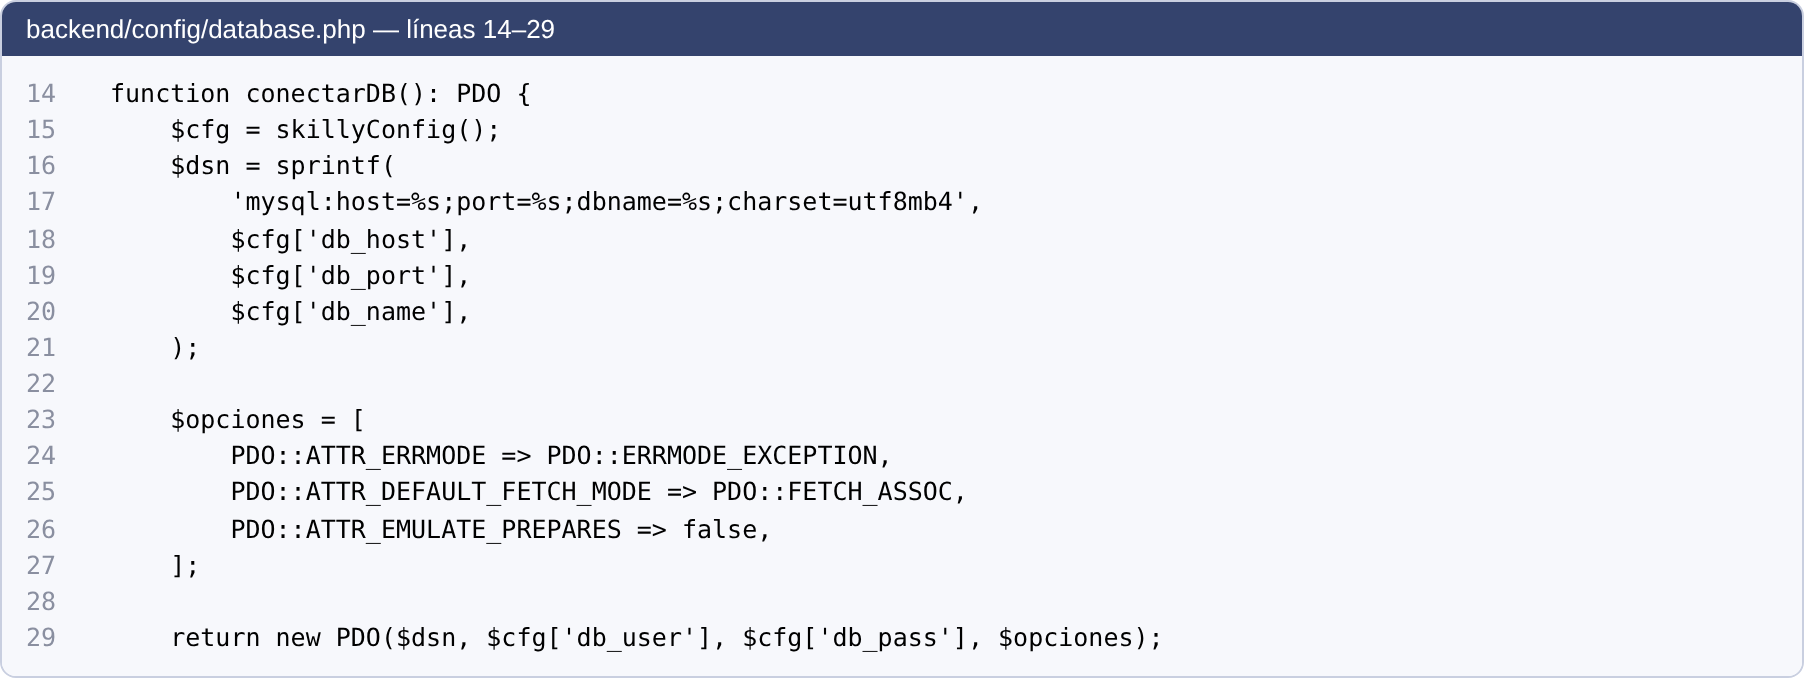 backend/config/database.php — líneas 14–29
14 function conectarDB(): PDO {
15     $cfg = skillyConfig();
16     $dsn = sprintf(
17         'mysql:host=%s;port=%s;dbname=%s;charset=utf8mb4',
18         $cfg['db_host'],
19         $cfg['db_port'],
20         $cfg['db_name'],
21     );
22
23     $opciones = [
24         PDO::ATTR_ERRMODE => PDO::ERRMODE_EXCEPTION,
25         PDO::ATTR_DEFAULT_FETCH_MODE => PDO::FETCH_ASSOC,
26         PDO::ATTR_EMULATE_PREPARES => false,
27     ];
28
29     return new PDO($dsn, $cfg['db_user'], $cfg['db_pass'], $opciones);